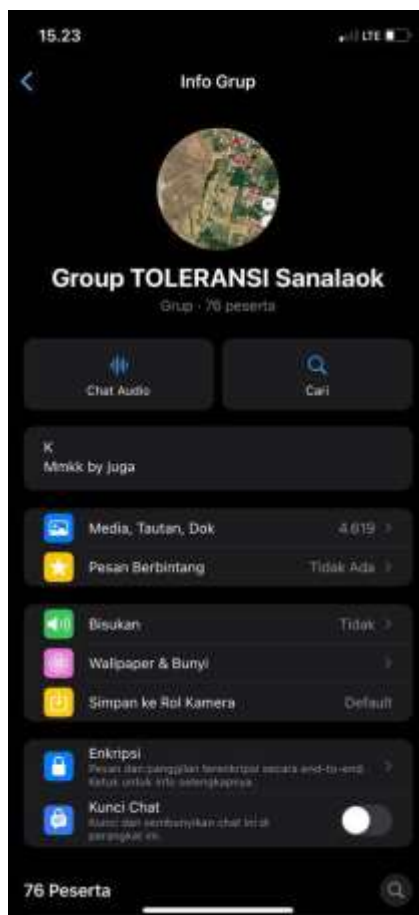 15.23
LTE
Info Grup
Group TOLERANSI Sanalaok
Grup · 76 peserta
Chat Audio
Cari
K
Mmkk by Juga
Media, Tautan, Dok 4.619
Pesan Berbintang Tidak Ada
Bisukan Tidak
Wallpaper & Bunyi
Simpan ke Rol Kamera Default
Enkripsi
Pesan dan panggilan terenkripsi secara end-to-end.
Ketuk untuk info selengkapnya.
Kunci Chat
Kunci dan sembunyikan chat ini di
perangkat ini.
76 Peserta